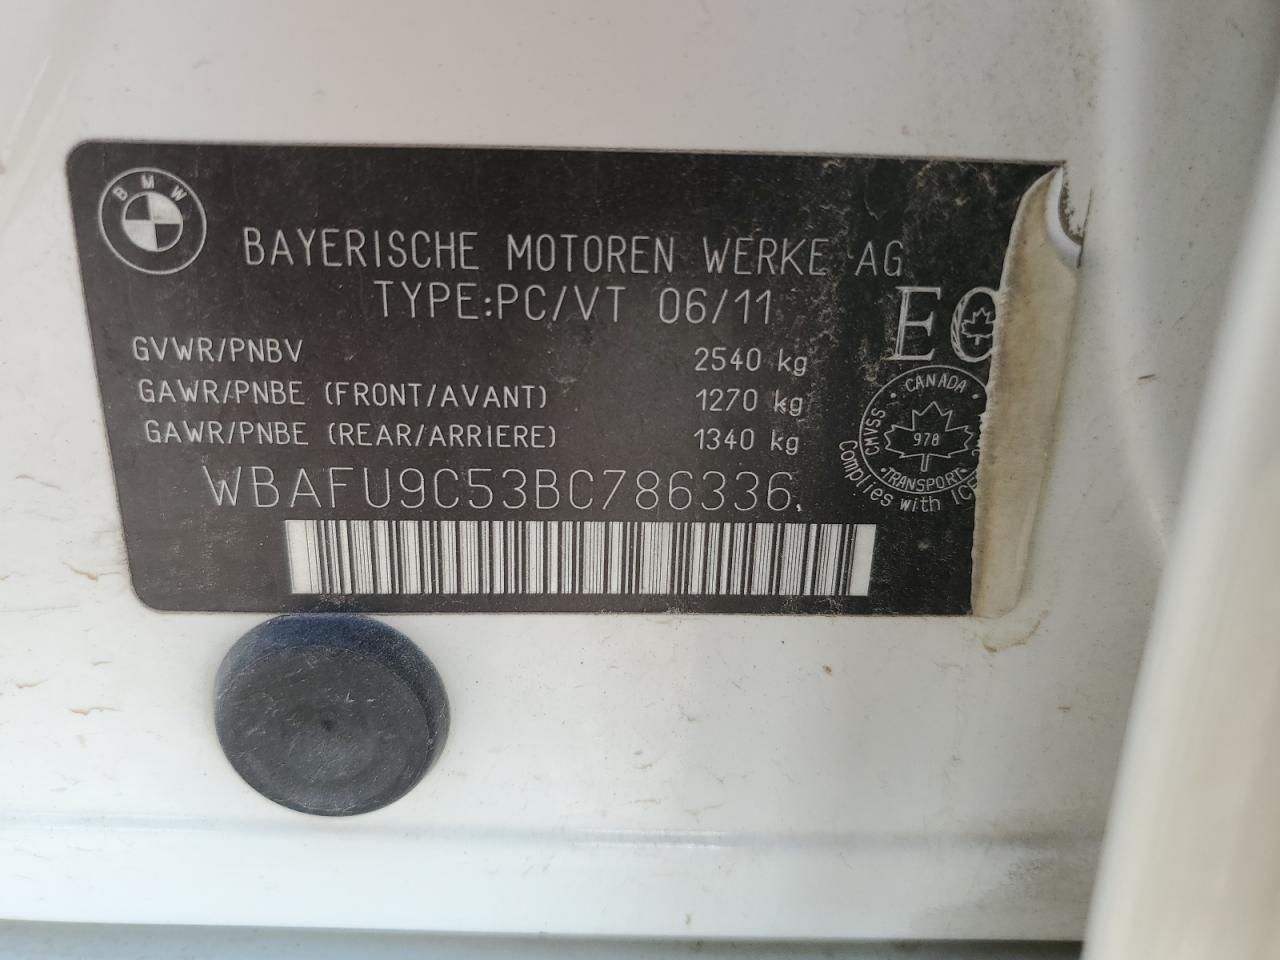 BMW
BAYERISCHE MOTOREN WERKE AG
TYPE:PC/VT 06/11
GVWR/PNBV 2540 kg
GAWR/PNBE (FRONT/AVANT) 1270 kg
GAWR/PNBE (REAR/ARRIERE) 1340 kg
WBAFU9C53BC786336
CANADA
CMVSS
978
TRANSPORT
Complies with